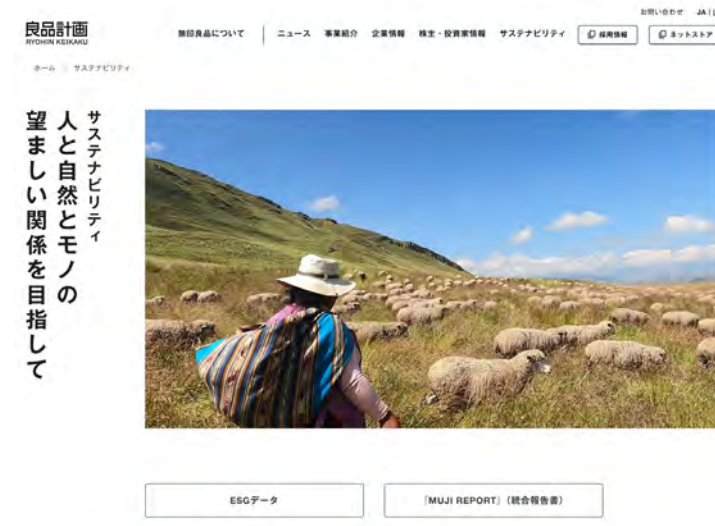 お問い合わせ JA
良品計画
RYOHIN KEIKAKU
無印良品について ニュース 事業紹介 企業情報 株主・投資家情報 サステナビリティ 採用情報 ネットストア
ホーム サステナビリティ
サステナビリティ
人と自然とモノの
望ましい関係を目指して
ESGデータ
『MUJI REPORT』(統合報告書)